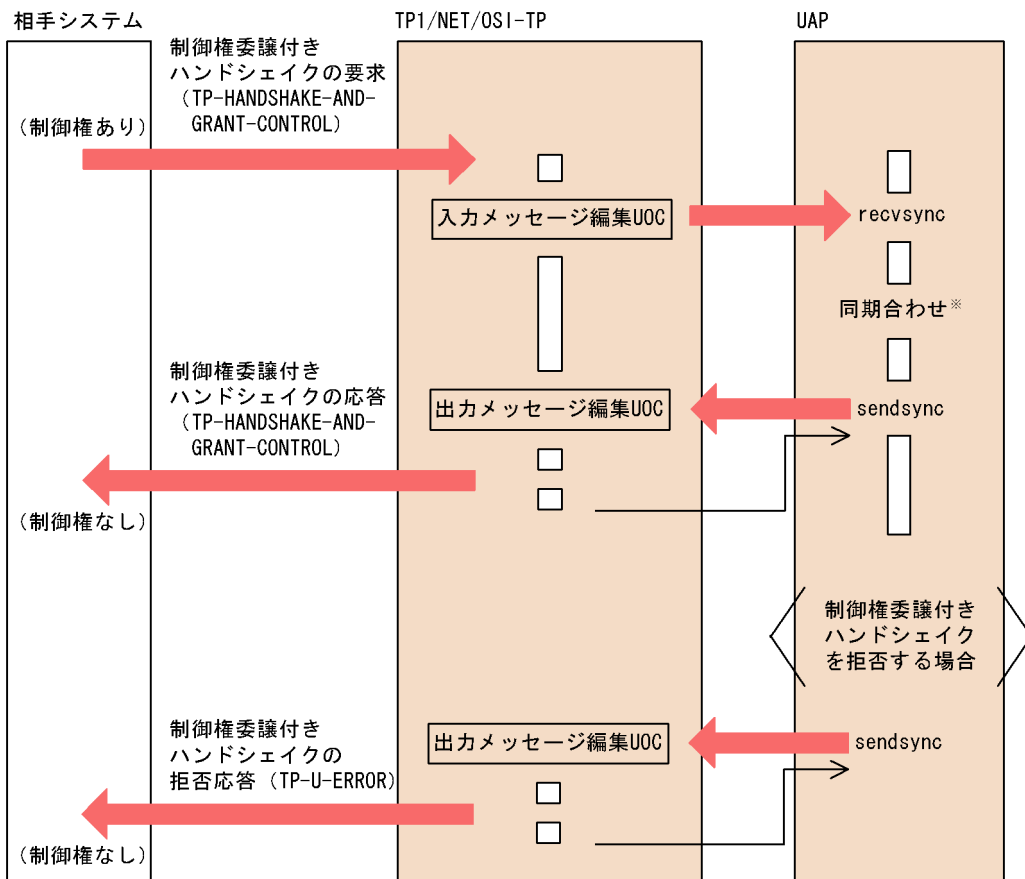 相手システム
TP1/NET/OSI-TP
UAP
制御権委譲付き
ハンドシェイクの要求
(TP-HANDSHAKE-AND-
GRANT-CONTROL)
(制御権あり)
入力メッセージ編集UOC
recvsync
同期合わせ※
制御権委譲付き
ハンドシェイクの応答
(TP-HANDSHAKE-AND-
GRANT-CONTROL)
出力メッセージ編集UOC
sendsync
(制御権なし)
制御権委譲付き
ハンドシェイク
を拒否する場合
制御権委譲付き
ハンドシェイクの
拒否応答(TP-U-ERROR)
出力メッセージ編集UOC
sendsync
(制御権なし)